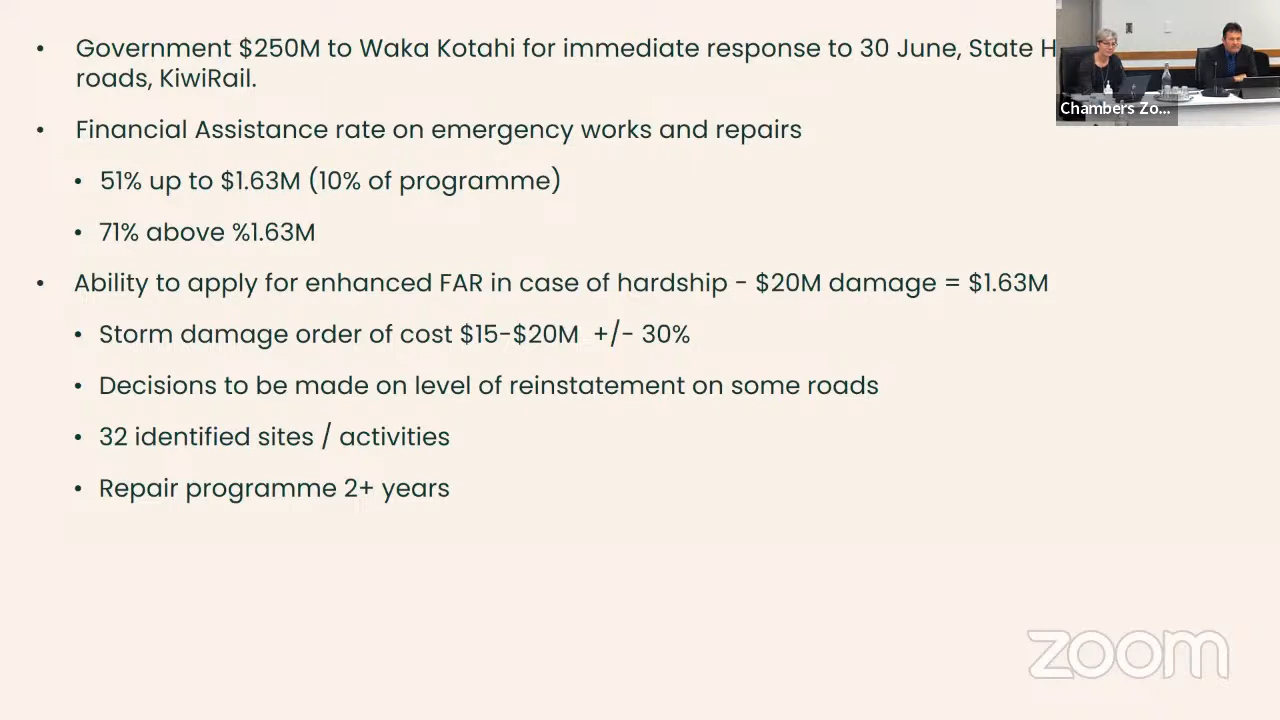 • Government $250M to Waka Kotahi for immediate response to 30 June, State H
roads, KiwiRail.
• Financial Assistance rate on emergency works and repairs
• 51% up to $1.63M (10% of programme)
• 71% above %1.63M
• Ability to apply for enhanced FAR in case of hardship - $20M damage = $1.63M
• Storm damage order of cost $15-$20M +/- 30%
• Decisions to be made on level of reinstatement on some roads
• 32 identified sites / activities
• Repair programme 2+ years
Chambers Zo...
zoom